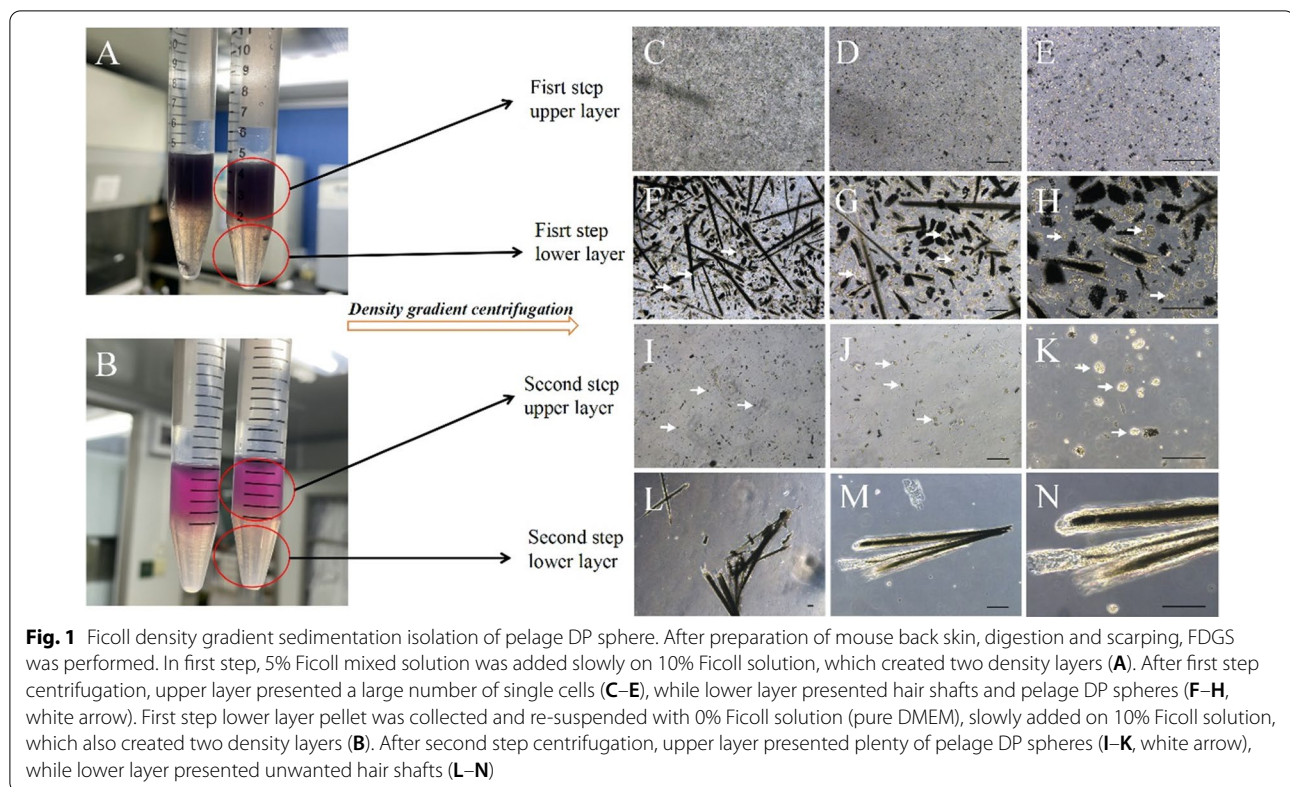 A
C
D
E
Fisrt step
upper layer
F
G
H
Fisrt step
lower layer
Density gradient centrifugation
B
I
J
K
Second step
upper layer
L
M
N
Second step
lower layer
Fig. 1 Ficoll density gradient sedimentation isolation of pelage DP sphere. After preparation of mouse back skin, digestion and scarping, FDGS
was performed. In first step, 5% Ficoll mixed solution was added slowly on 10% Ficoll solution, which created two density layers (A). After first step
centrifugation, upper layer presented a large number of single cells (C–E), while lower layer presented hair shafts and pelage DP spheres (F–H,
white arrow). First step lower layer pellet was collected and re-suspended with 0% Ficoll solution (pure DMEM), slowly added on 10% Ficoll solution,
which also created two density layers (B). After second step centrifugation, upper layer presented plenty of pelage DP spheres (I–K, white arrow),
while lower layer presented unwanted hair shafts (L–N)